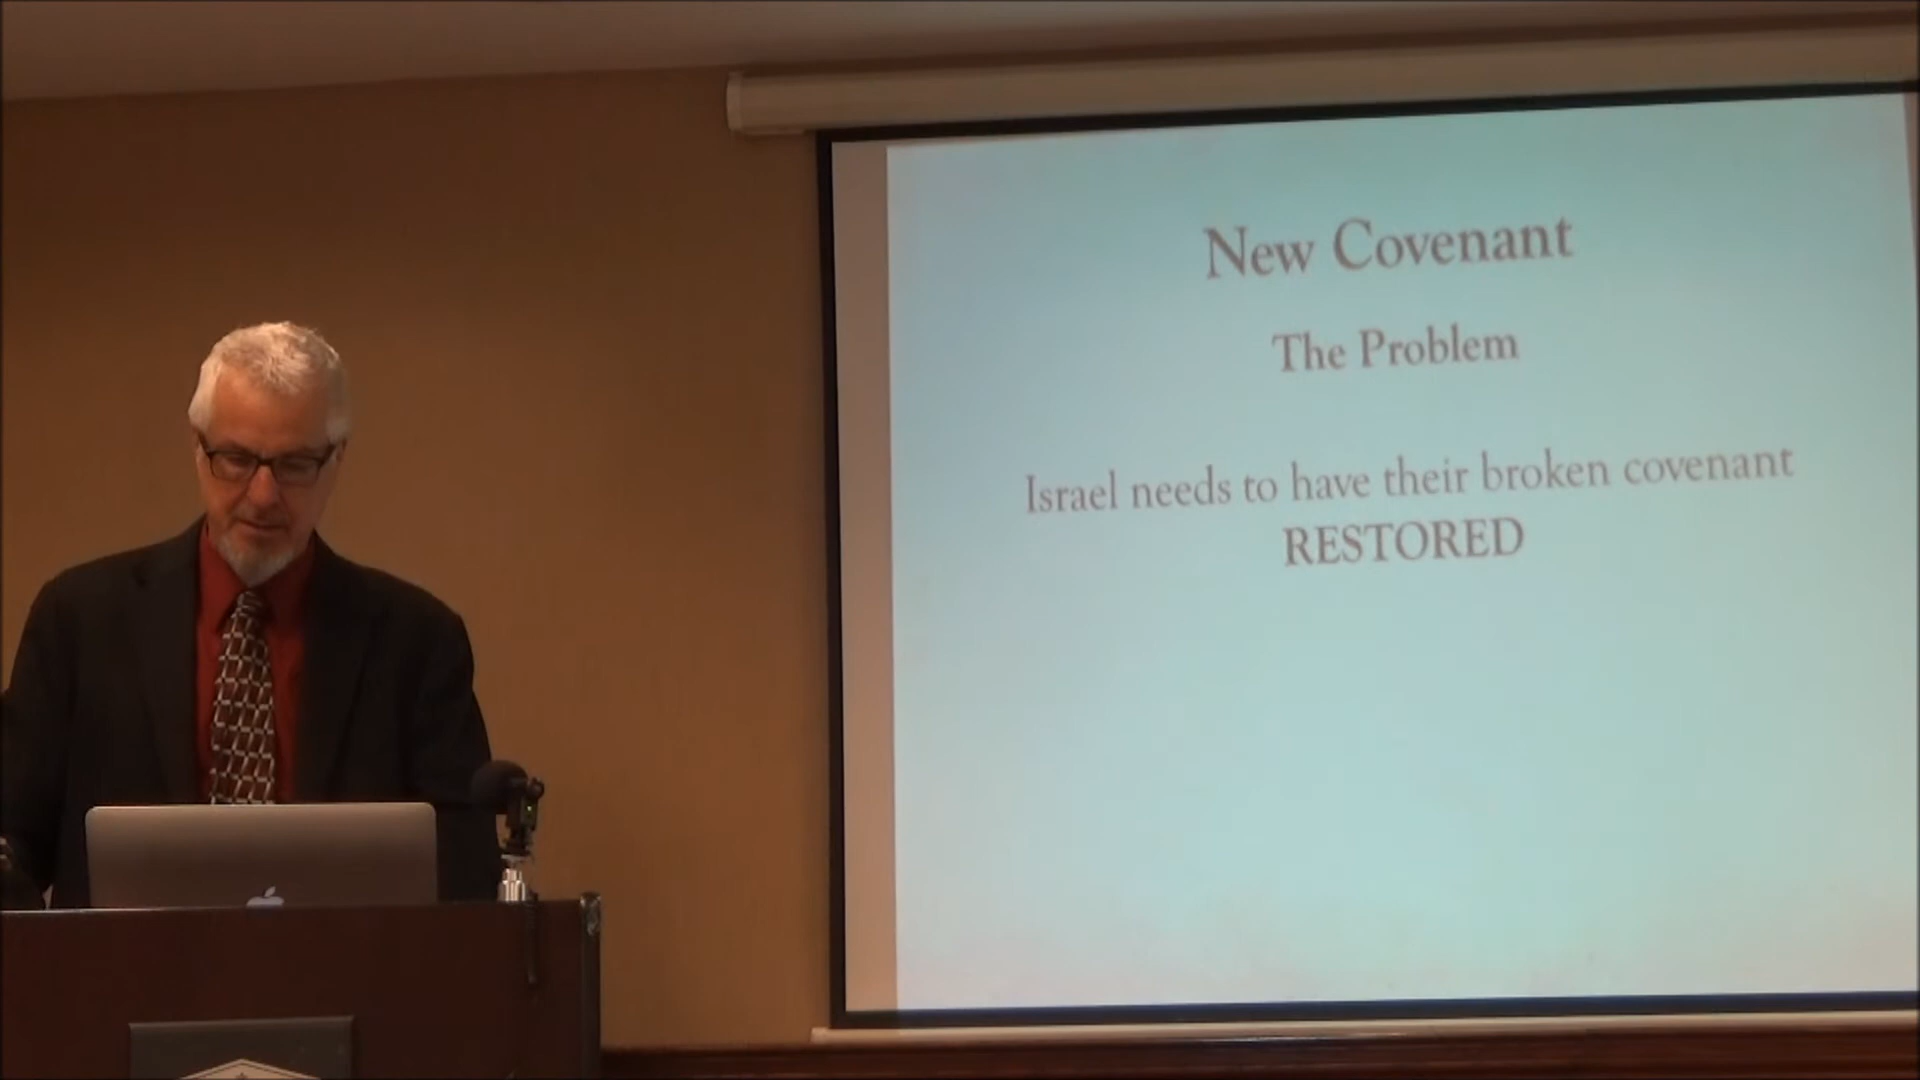 New Covenant
The Problem
Israel needs to have their broken covenant
RESTORED